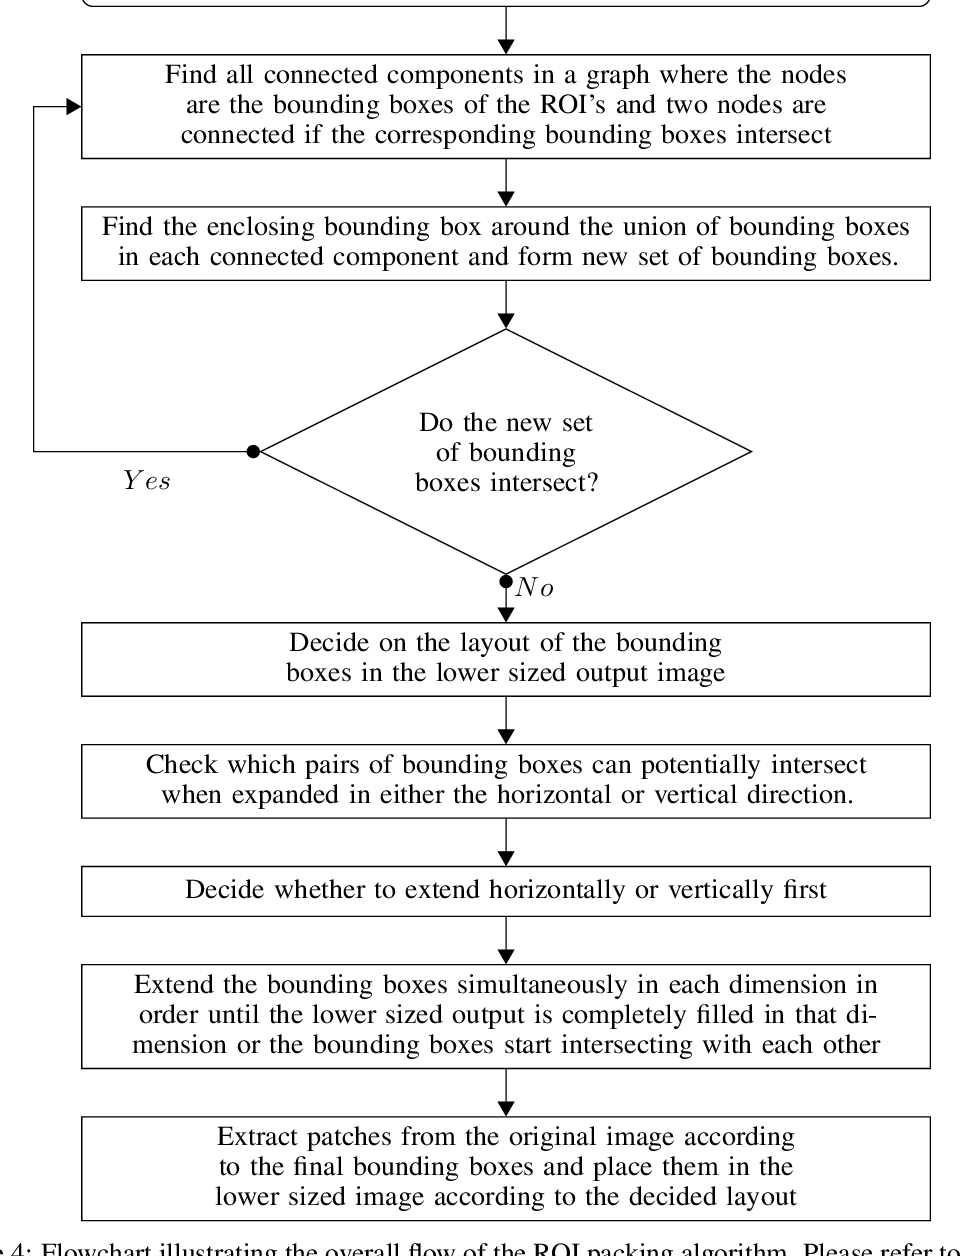 Find all connected components in a graph where the nodes
are the bounding boxes of the ROI's and two nodes are
connected if the corresponding bounding boxes intersect
Find the enclosing bounding box around the union of bounding boxes
in each connected component and form new set of bounding boxes.
Do the new set
of bounding
boxes intersect?
Yes
No
Decide on the layout of the bounding
boxes in the lower sized output image
Check which pairs of bounding boxes can potentially intersect
when expanded in either the horizontal or vertical direction.
Decide whether to extend horizontally or vertically first
Extend the bounding boxes simultaneously in each dimension in
order until the lower sized output is completely filled in that di-
mension or the bounding boxes start intersecting with each other
Extract patches from the original image according
to the final bounding boxes and place them in the
lower sized image according to the decided layout
4: Flowchart illustrating the overall flow of the ROI packing algorithm. Please refer to